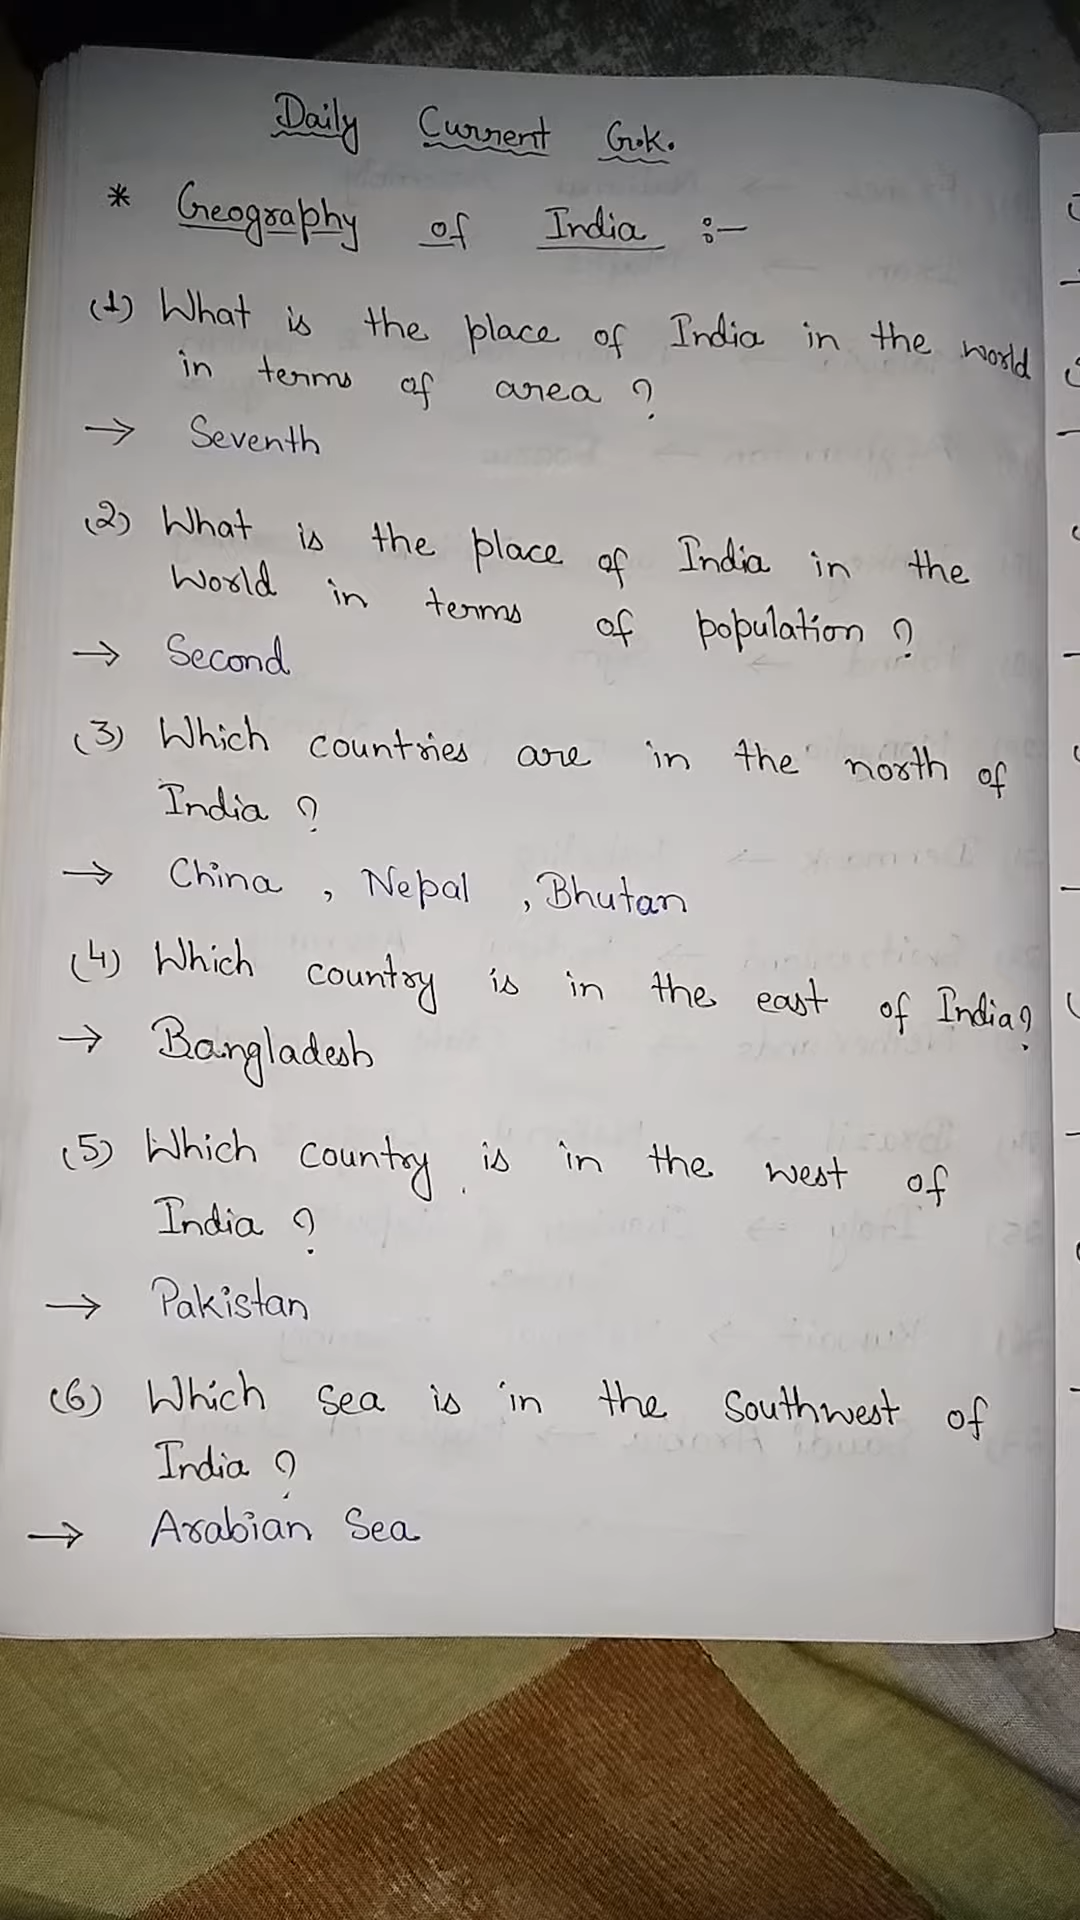 Daily Current G.K.
* Geography of India :-
(1) What is the place of India in the world
in terms of area ?
→ Seventh
(2) What is the place of India in the
World in terms of population ?
→ Second
(3) Which countries are in the north of
India ?
→ China , Nepal , Bhutan
(4) Which country is in the east of India?
→ Bangladesh
(5) Which country is in the west of
India ?
→ Pakistan
(6) Which Sea is in the Southwest of
India ?
→ Arabian Sea